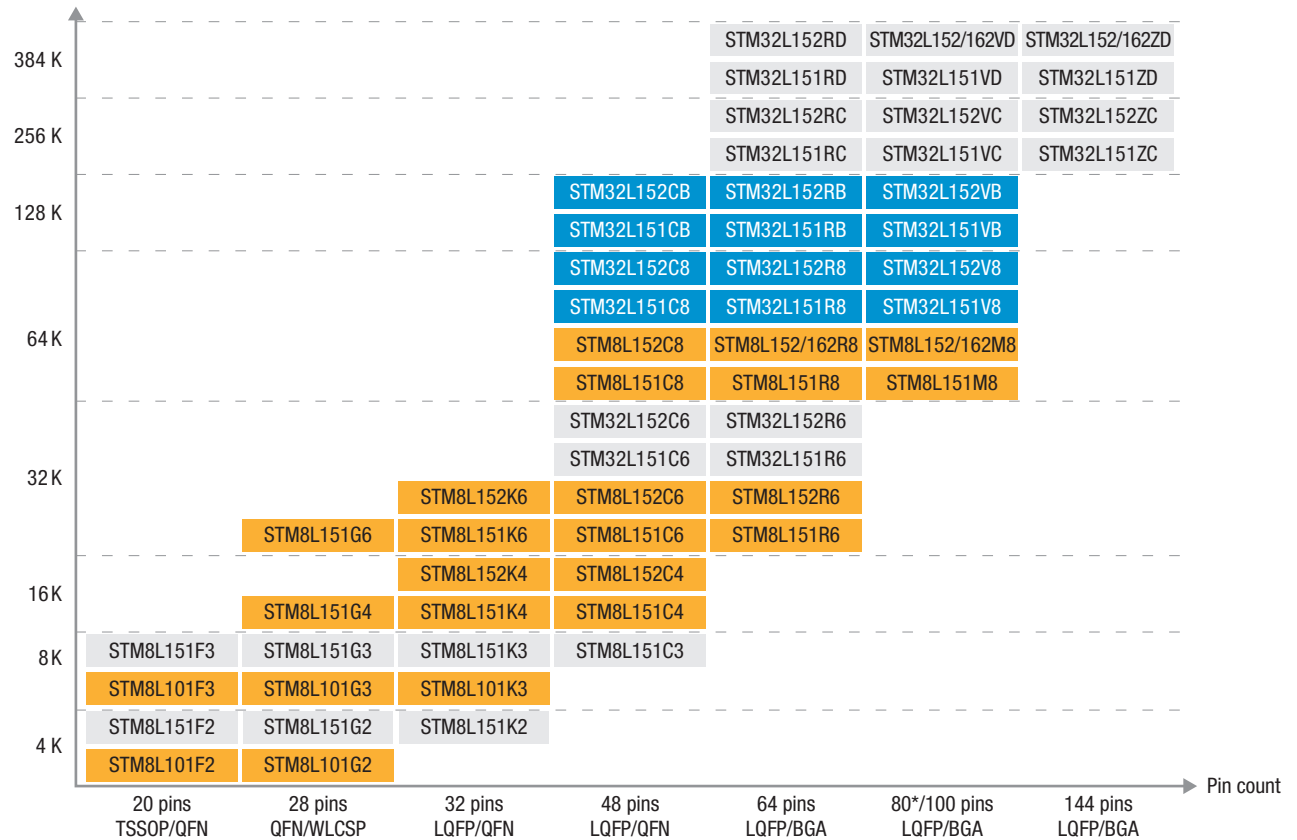 STM32L152RD STM32L152/162VD STM32L152/162ZD
384 K
STM32L151RD STM32L151VD STM32L151ZD
STM32L152RC STM32L152VC STM32L152ZC
256 K
STM32L151RC STM32L151VC STM32L151ZC
STM32L152CB STM32L152RB STM32L152VB
128 K
STM32L151CB STM32L151RB STM32L151VB
STM32L152C8 STM32L152R8 STM32L152V8
STM32L151C8 STM32L151R8 STM32L151V8
64 K
STM8L152C8 STM8L152/162R8 STM8L152/162M8
STM8L151C8 STM8L151R8 STM8L151M8
STM32L152C6 STM32L152R6
STM32L151C6 STM32L151R6
32 K
STM8L152K6 STM8L152C6 STM8L152R6
STM8L151G6 STM8L151K6 STM8L151C6 STM8L151R6
STM8L152K4 STM8L152C4
16 K
STM8L151G4 STM8L151K4 STM8L151C4
8 K STM8L151F3 STM8L151G3 STM8L151K3 STM8L151C3
STM8L101F3 STM8L101G3 STM8L101K3
STM8L151F2 STM8L151G2 STM8L151K2
4 K
STM8L101F2 STM8L101G2
Pin count
20 pins 28 pins 32 pins 48 pins 64 pins 80*/100 pins 144 pins
TSSOP/QFN QFN/WLCSP LQFP/QFN LQFP/QFN LQFP/BGA LQFP/BGA LQFP/BGA